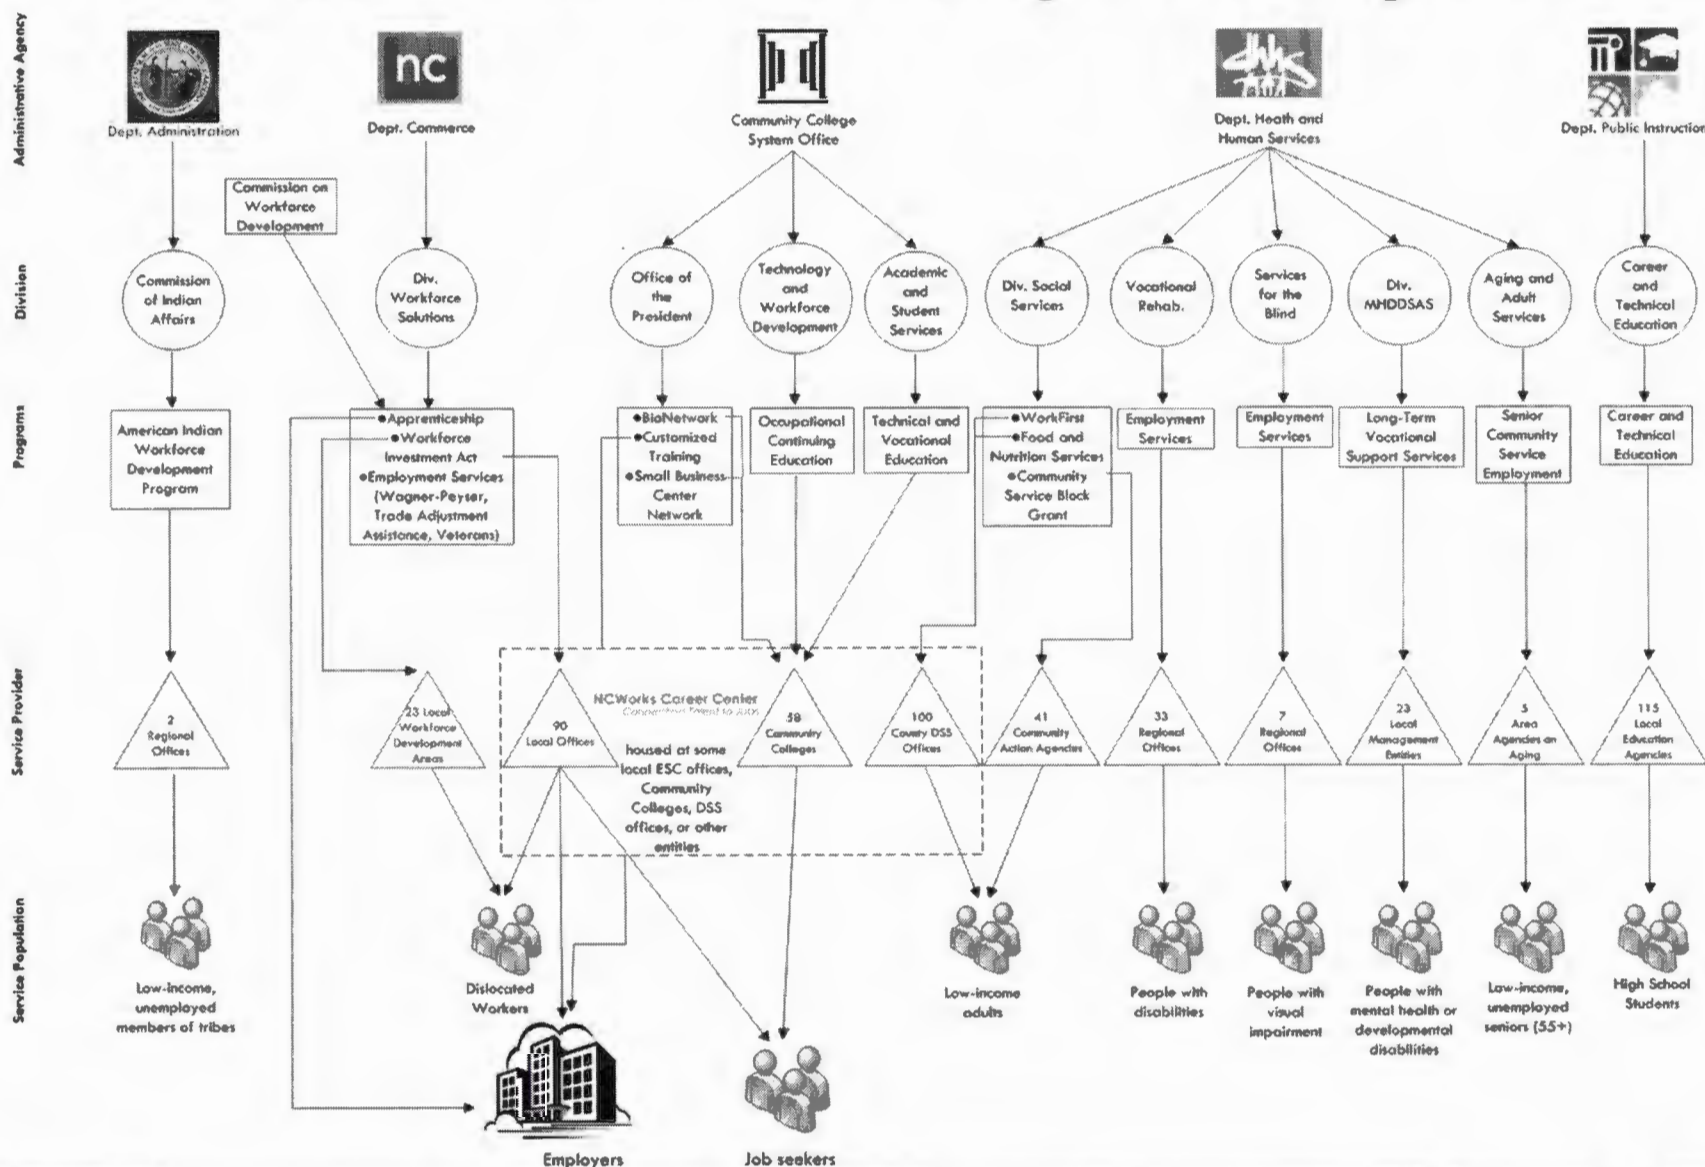 Administrative Agency
nc
dhhs
Dept. Administration
Dept. Commerce
Community College
System Office
Dept. Heath and
Human Services
Dept. Public Instruction
Commission on
Workforce
Development
Division
Commission
of Indian
Affairs
Div.
Workforce
Solutions
Office of
the
President
Technology
and
Workforce
Development
Academic
and
Student
Services
Div. Social
Services
Vocational
Rehab.
Services
for the
Blind
Div.
MHDDSAS
Aging and
Adult
Services
Career
and
Technical
Education
Programs
American Indian
Workforce
Development
Program
●Apprenticeship
●Workforce
Investment Act
●Employment Services
(Wagner-Peyser,
Trade Adjustment
Assistance, Veterans)
●BioNetwork
●Customized
Training
●Small Business
Center
Network
Occupational
Continuing
Education
Technical and
Vocational
Education
●WorkFirst
●Food and
Nutrition Services
●Community
Service Block
Grant
Employment
Services
Employment
Services
Long-Term
Vocational
Support Services
Senior
Community
Service
Employment
Career and
Technical
Education
Service Provider
2
Regional
Offices
23 Local
Workforce
Development
Areas
90
Local Offices
NCWorks Career Center
Connecting Talent to Jobs
housed at some
local ESC offices,
Community
Colleges, DSS
offices, or other
entities
58
Community
Colleges
100
County DSS
Offices
41
Community
Action Agencies
33
Regional
Offices
7
Regional
Offices
23
Local
Management
Entities
5
Area
Agencies on
Aging
115
Local
Education
Agencies
Service Population
Low-income,
unemployed
members of tribes
Dislocated
Workers
Low-income
adults
People with
disabilities
People with
visual
impairment
People with
mental health or
developmental
disabilities
Low-income,
unemployed
seniors (55+)
High School
Students
Employers
Job seekers